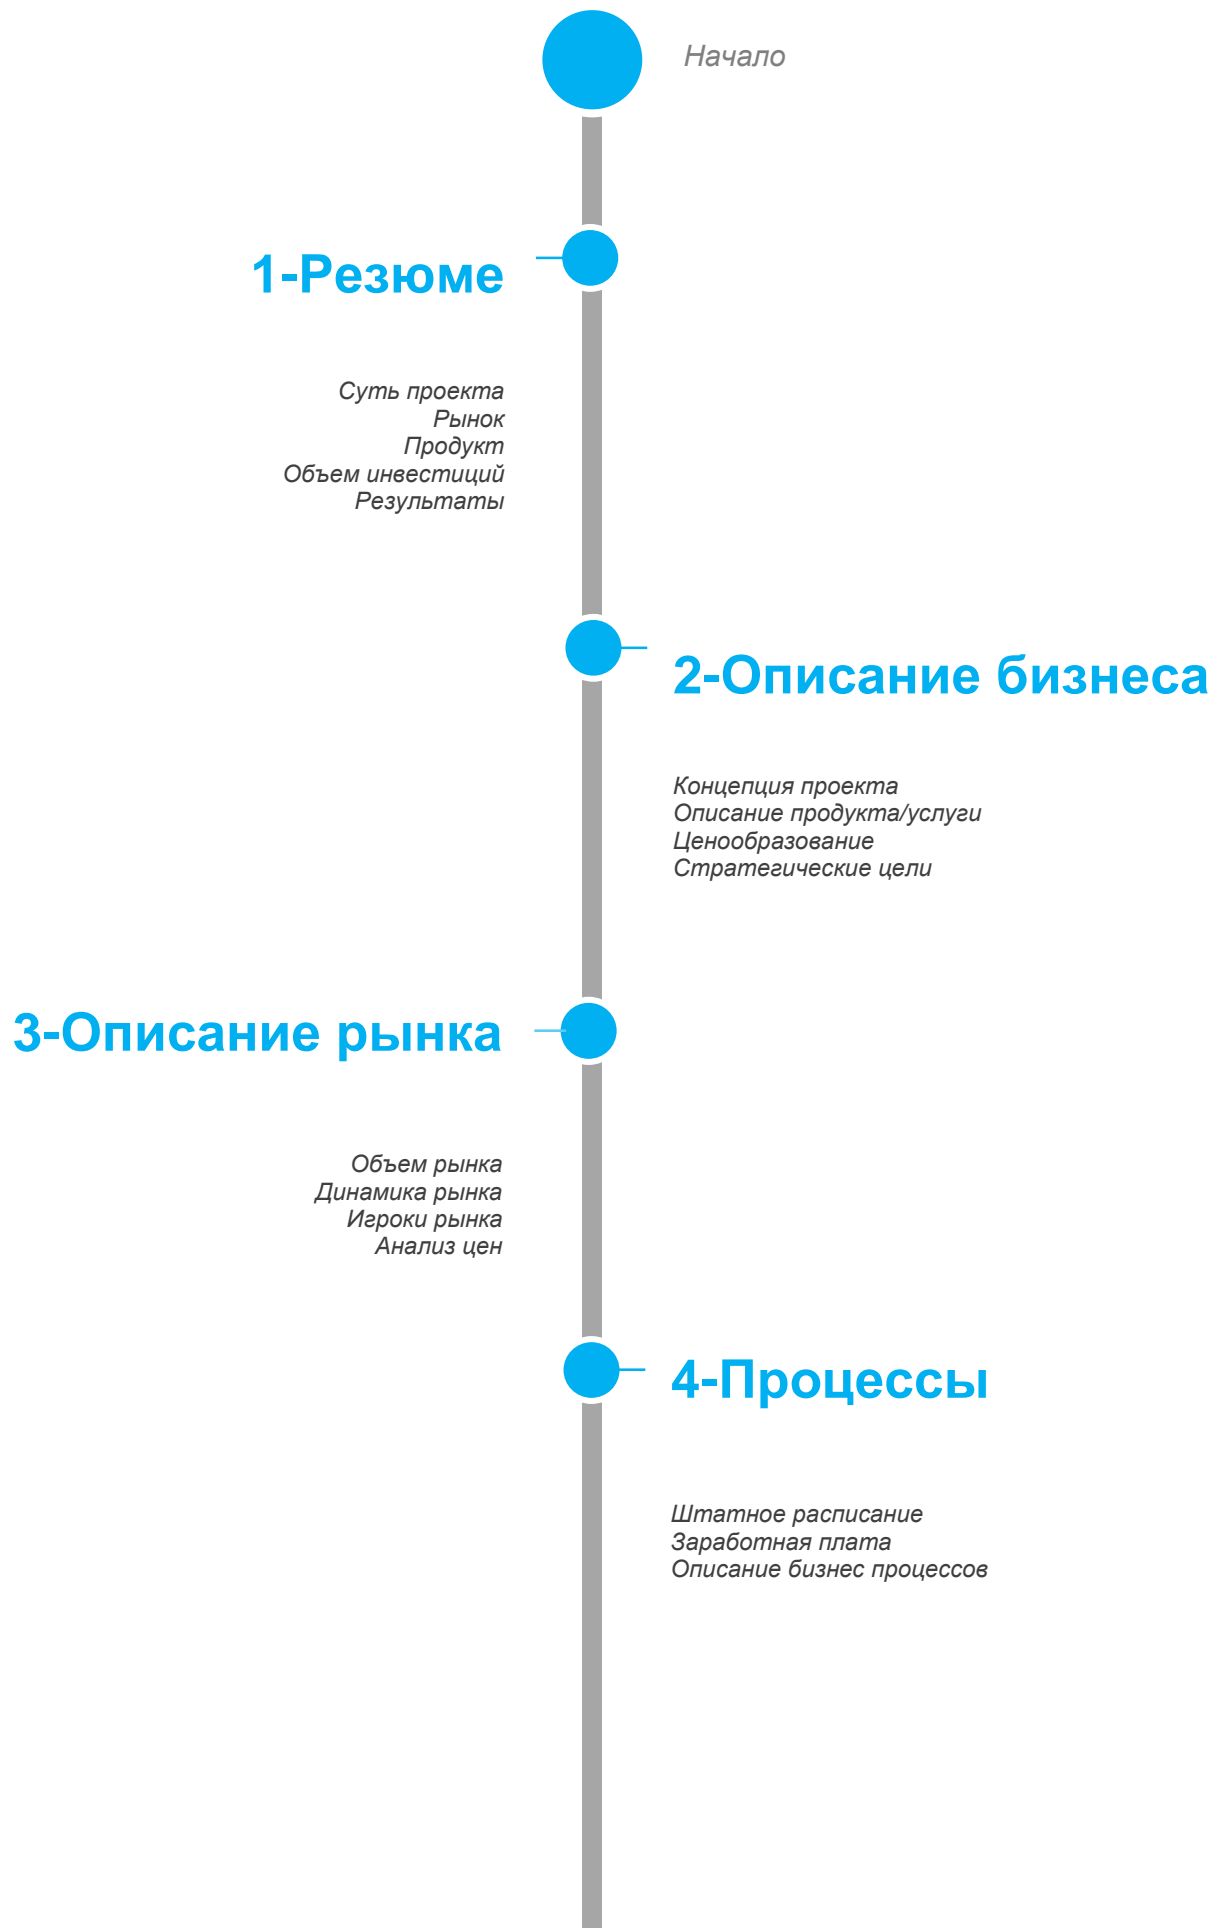 Начало
1-Резюме
Суть проекта
Рынок
Продукт
Объем инвестиций
Результаты
2-Описание бизнеса
Концепция проекта
Описание продукта/услуги
Ценообразование
Стратегические цели
3-Описание рынка
Объем рынка
Динамика рынка
Игроки рынка
Анализ цен
4-Процессы
Штатное расписание
Заработная плата
Описание бизнес процессов